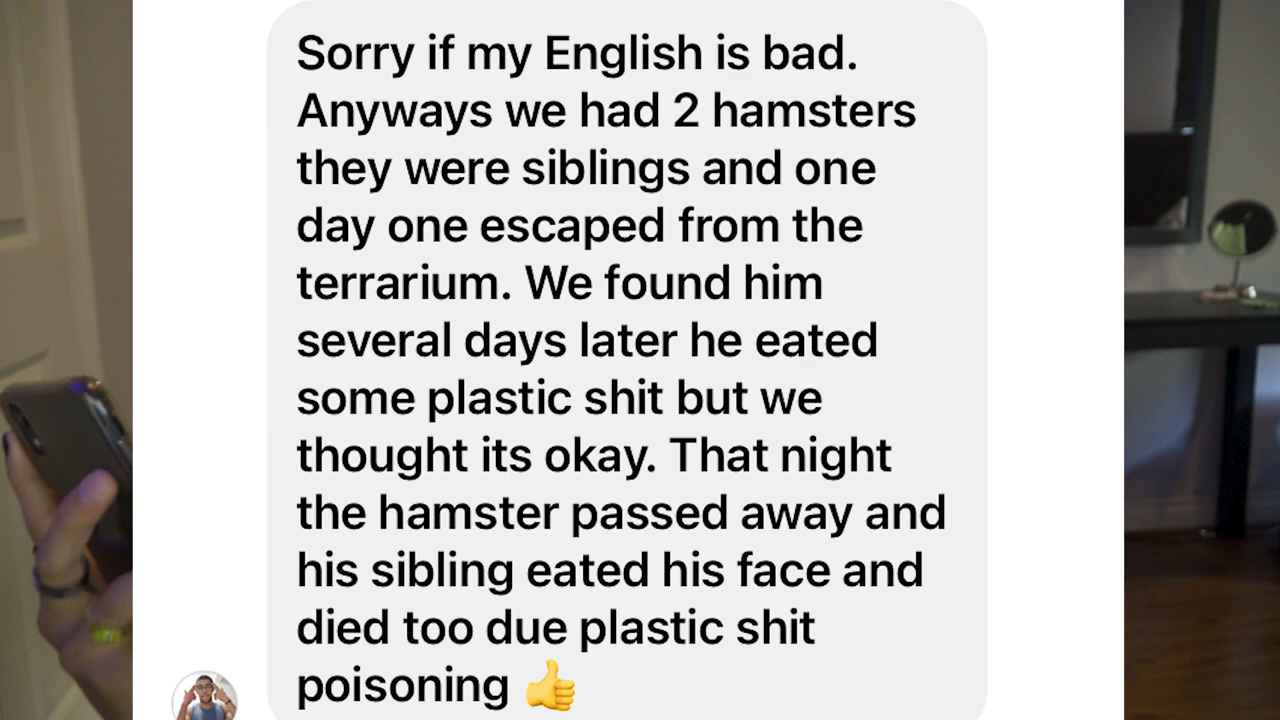 Sorry if my English is bad.
Anyways we had 2 hamsters
they were siblings and one
day one escaped from the
terrarium. We found him
several days later he eated
some plastic shit but we
thought its okay. That night
the hamster passed away and
his sibling eated his face and
died too due plastic shit
poisoning 👍